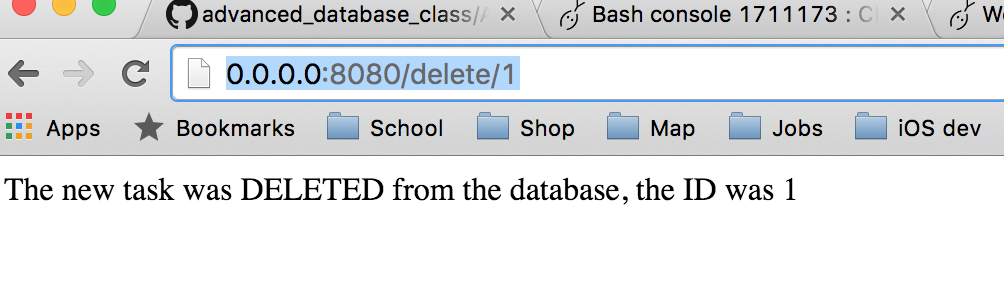 advanced_database_class/
Bash console 1711173 : C
W
0.0.0.0:8080/delete/1
Apps
Bookmarks
School
Shop
Map
Jobs
iOS dev
The new task was DELETED from the database, the ID was 1